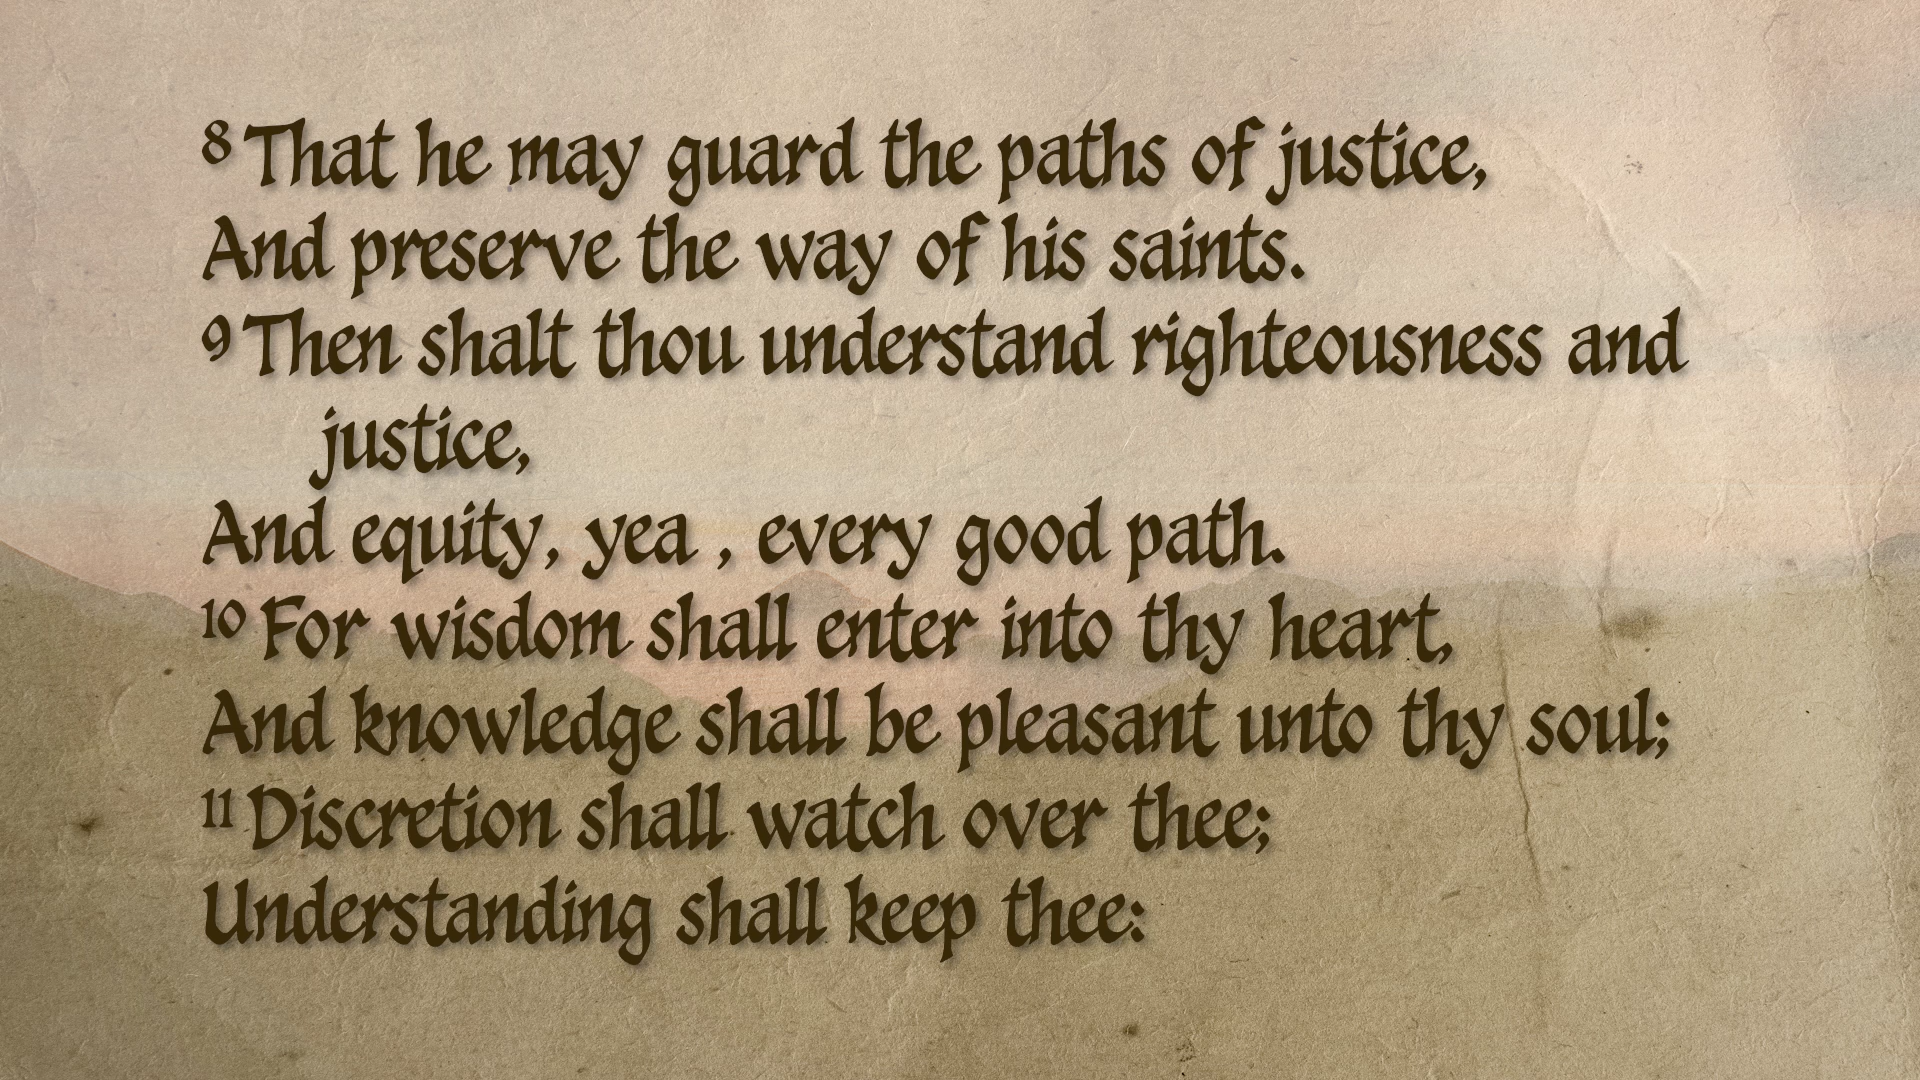 8 That he may guard the paths of justice,
And preserve the way of his saints.
9 Then shalt thou understand righteousness and
justice,
And equity, yea , every good path.
10 For wisdom shall enter into thy heart,
And knowledge shall be pleasant unto thy soul;
11 Discretion shall watch over thee;
Understanding shall keep thee: